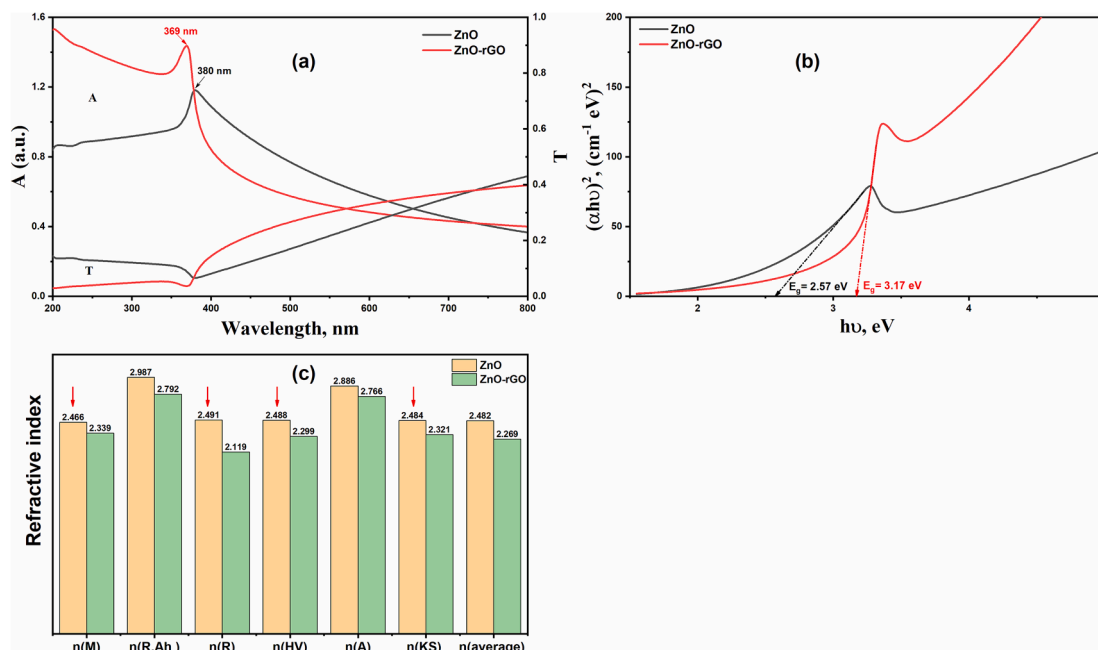 1.6
1.2
0.8
0.4
0.0
A (a.u.)
369 nm
380 nm
(a)
ZnO
ZnO-rGO
A
T
1.0
0.8
0.6
0.4
0.2
0.0
T
200 300 400 500 600 700 800
Wavelength, nm
200
150
100
50
0
(αhυ)², (cm⁻¹ eV)²
ZnO
ZnO-rGO
(b)
E_g = 2.57 eV
E_g = 3.17 eV
2 3 4
hυ, eV
Refractive index
(c)
ZnO
ZnO-rGO
2.466 2.339 2.987 2.792 2.491 2.119 2.488 2.299 2.886 2.766 2.484 2.321 2.482 2.269
n(M) n(R.Ah.) n(R) n(HV) n(A) n(KS) n(average)